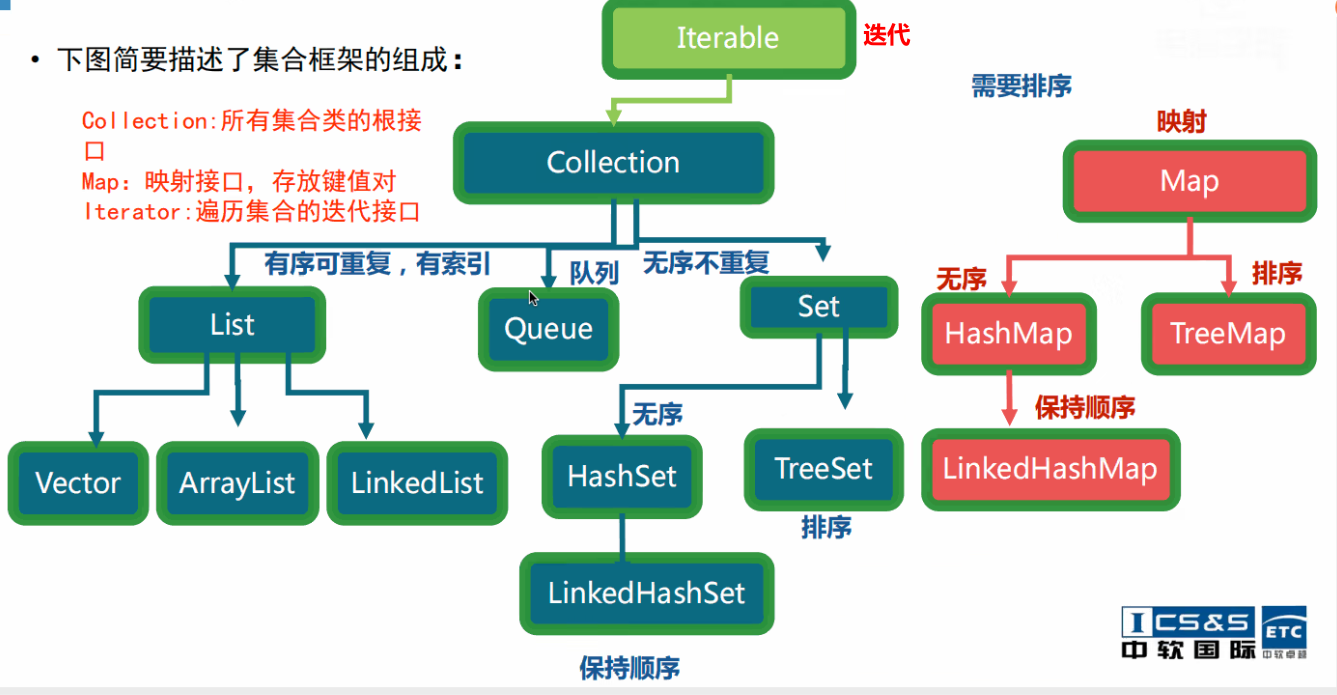 Iterable
迭代
• 下图简要描述了集合框架的组成：
需要排序
Collection:所有集合类的根接
口
Map: 映射接口，存放键值对
Iterator:遍历集合的迭代接口
映射
Collection
Map
有序可重复，有索引
队列
无序不重复
无序
排序
List
Queue
Set
HashMap
TreeMap
无序
保持顺序
Vector
ArrayList
LinkedList
HashSet
TreeSet
LinkedHashMap
排序
LinkedHashSet
保持顺序
ICS&S ETC
中软国际 中软卓越